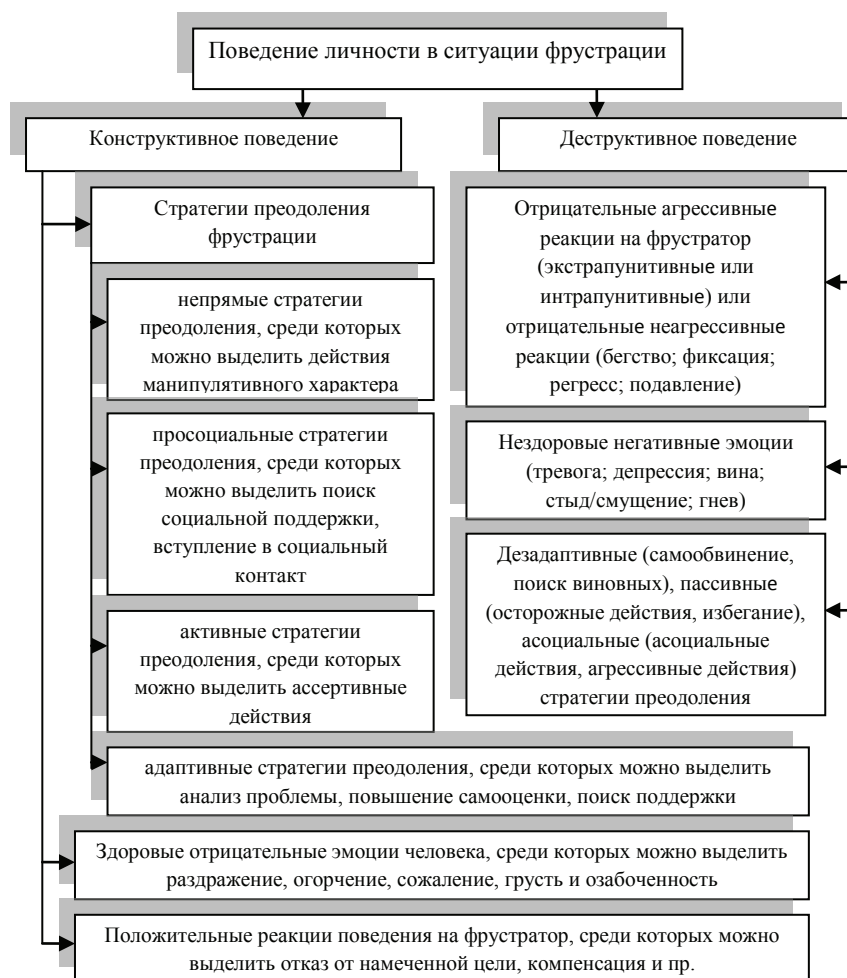 Поведение личности в ситуации фрустрации
Конструктивное поведение
Деструктивное поведение
Стратегии преодоления
фрустрации
непрямые стратегии
преодоления, среди которых
можно выделить действия
манипулятивного характера
просоциальные стратегии
преодоления, среди которых
можно выделить поиск
социальной поддержки,
вступление в социальный
контакт
активные стратегии
преодоления, среди которых
можно выделить ассертивные
действия
адаптивные стратегии преодоления, среди которых можно выделить
анализ проблемы, повышение самооценки, поиск поддержки
Здоровые отрицательные эмоции человека, среди которых можно выделить
раздражение, огорчение, сожаление, грусть и озабоченность
Положительные реакции поведения на фрустратор, среди которых можно
выделить отказ от намеченной цели, компенсация и пр.
Отрицательные агрессивные
реакции на фрустратор
(экстрапунитивные или
интрапунитивные) или
отрицательные неагрессивные
реакции (бегство; фиксация;
регресс; подавление)
Нездоровые негативные эмоции
(тревога; депрессия; вина;
стыд/смущение; гнев)
Дезадаптивные (самообвинение,
поиск виновных), пассивные
(осторожные действия, избегание),
асоциальные (асоциальные
действия, агрессивные действия)
стратегии преодоления